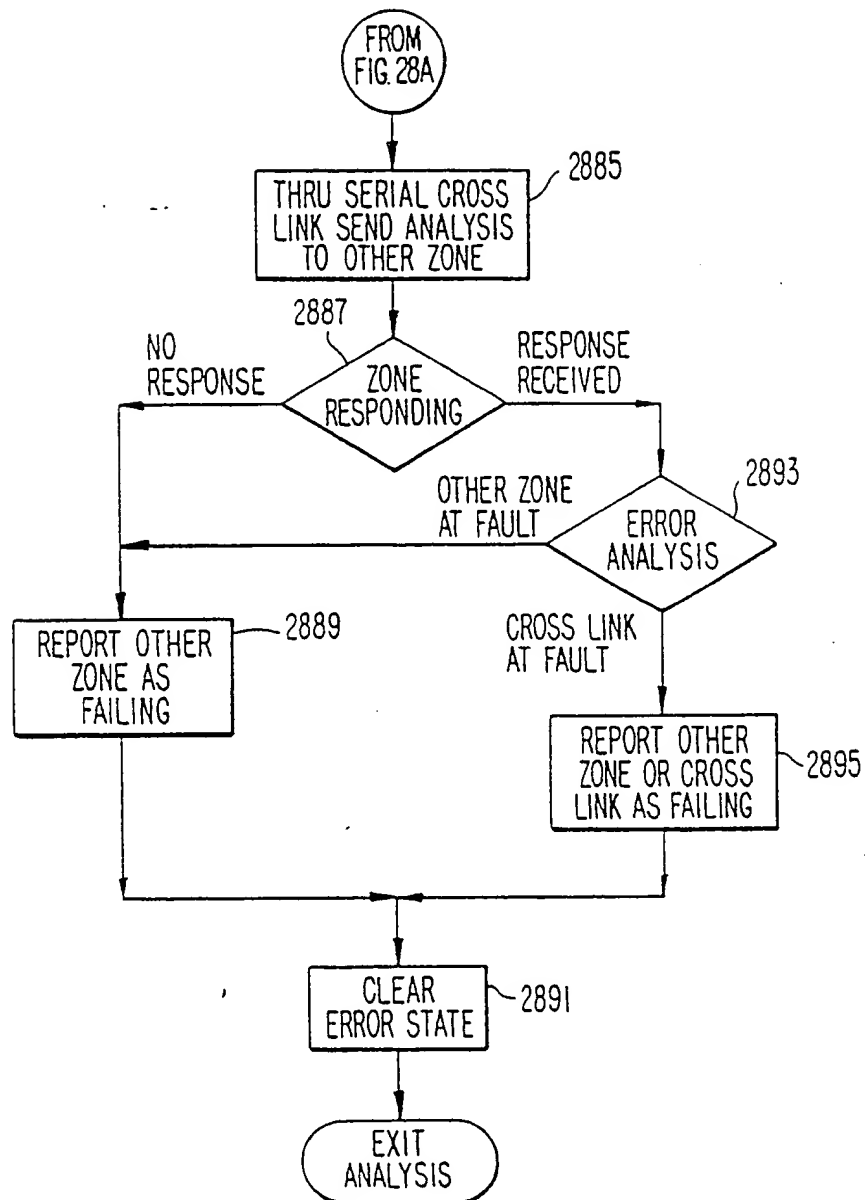 FROM
FIG. 28A
2885
THRU SERIAL CROSS
LINK SEND ANALYSIS
TO OTHER ZONE
2887
NO
RESPONSE
ZONE
RESPONDING
RESPONSE
RECEIVED
2893
OTHER ZONE
AT FAULT
ERROR
ANALYSIS
2889
REPORT OTHER
ZONE AS
FAILING
CROSS LINK
AT FAULT
REPORT OTHER
ZONE OR CROSS
LINK AS FAILING
2895
CLEAR
ERROR STATE
2891
EXIT
ANALYSIS